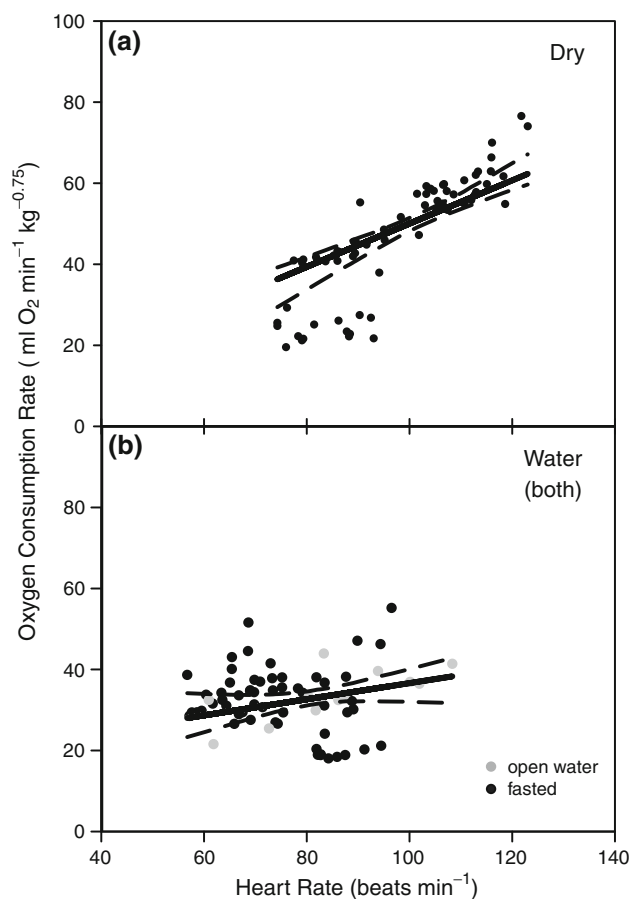 100
(a)
Dry
80
60
40
20
0
Oxygen Consumption Rate ( ml O₂ min⁻¹ kg⁻⁰·⁷⁵)
(b)
Water
(both)
80
60
40
20
0
open water
fasted
40
60
80
100
120
140
Heart Rate (beats min⁻¹)